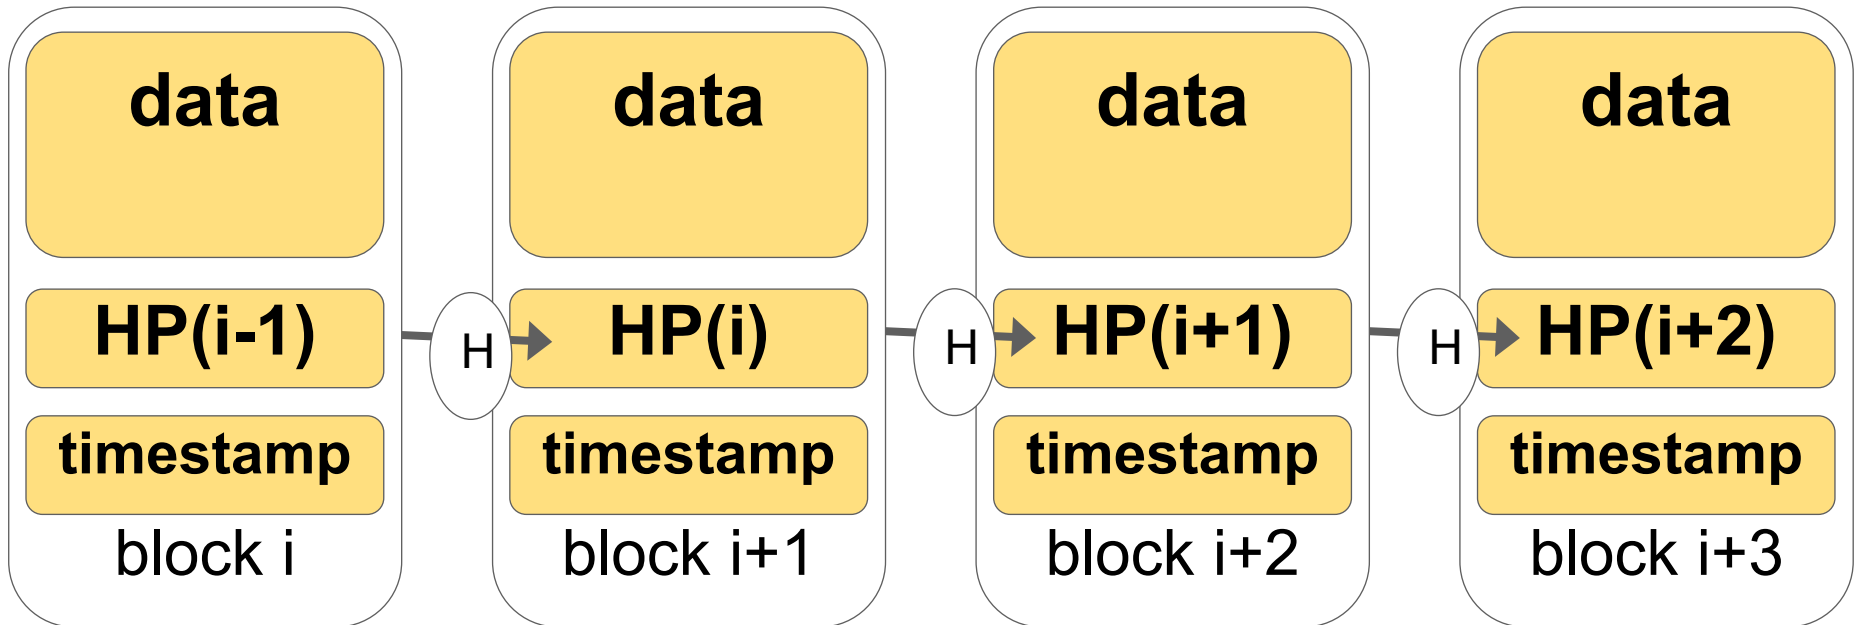 data
HP(i-1)
timestamp
block i
H
data
HP(i)
timestamp
block i+1
H
data
HP(i+1)
timestamp
block i+2
H
data
HP(i+2)
timestamp
block i+3